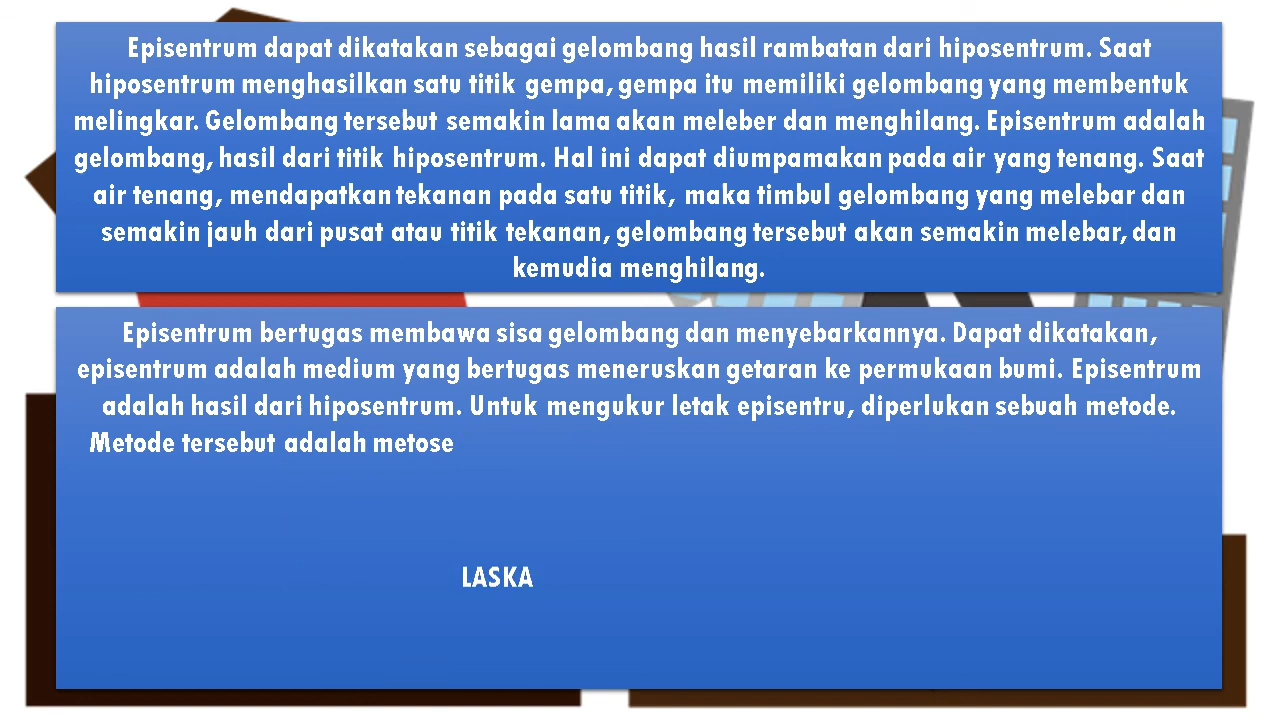 Episentrum dapat dikatakan sebagai gelombang hasil rambatan dari hiposentrum. Saat
hiposentrum menghasilkan satu titik gempa, gempa itu memiliki gelombang yang membentuk
melingkar. Gelombang tersebut semakin lama akan meleber dan menghilang. Episentrum adalah
gelombang, hasil dari titik hiposentrum. Hal ini dapat diumpamakan pada air yang tenang. Saat
air tenang, mendapatkan tekanan pada satu titik, maka timbul gelombang yang melebar dan
semakin jauh dari pusat atau titik tekanan, gelombang tersebut akan semakin melebar, dan
kemudia menghilang.
Episentrum bertugas membawa sisa gelombang dan menyebarkannya. Dapat dikatakan,
episentrum adalah medium yang bertugas meneruskan getaran ke permukaan bumi. Episentrum
adalah hasil dari hiposentrum. Untuk mengukur letak episentru, diperlukan sebuah metode.
Metode tersebut adalah metose
LASKA